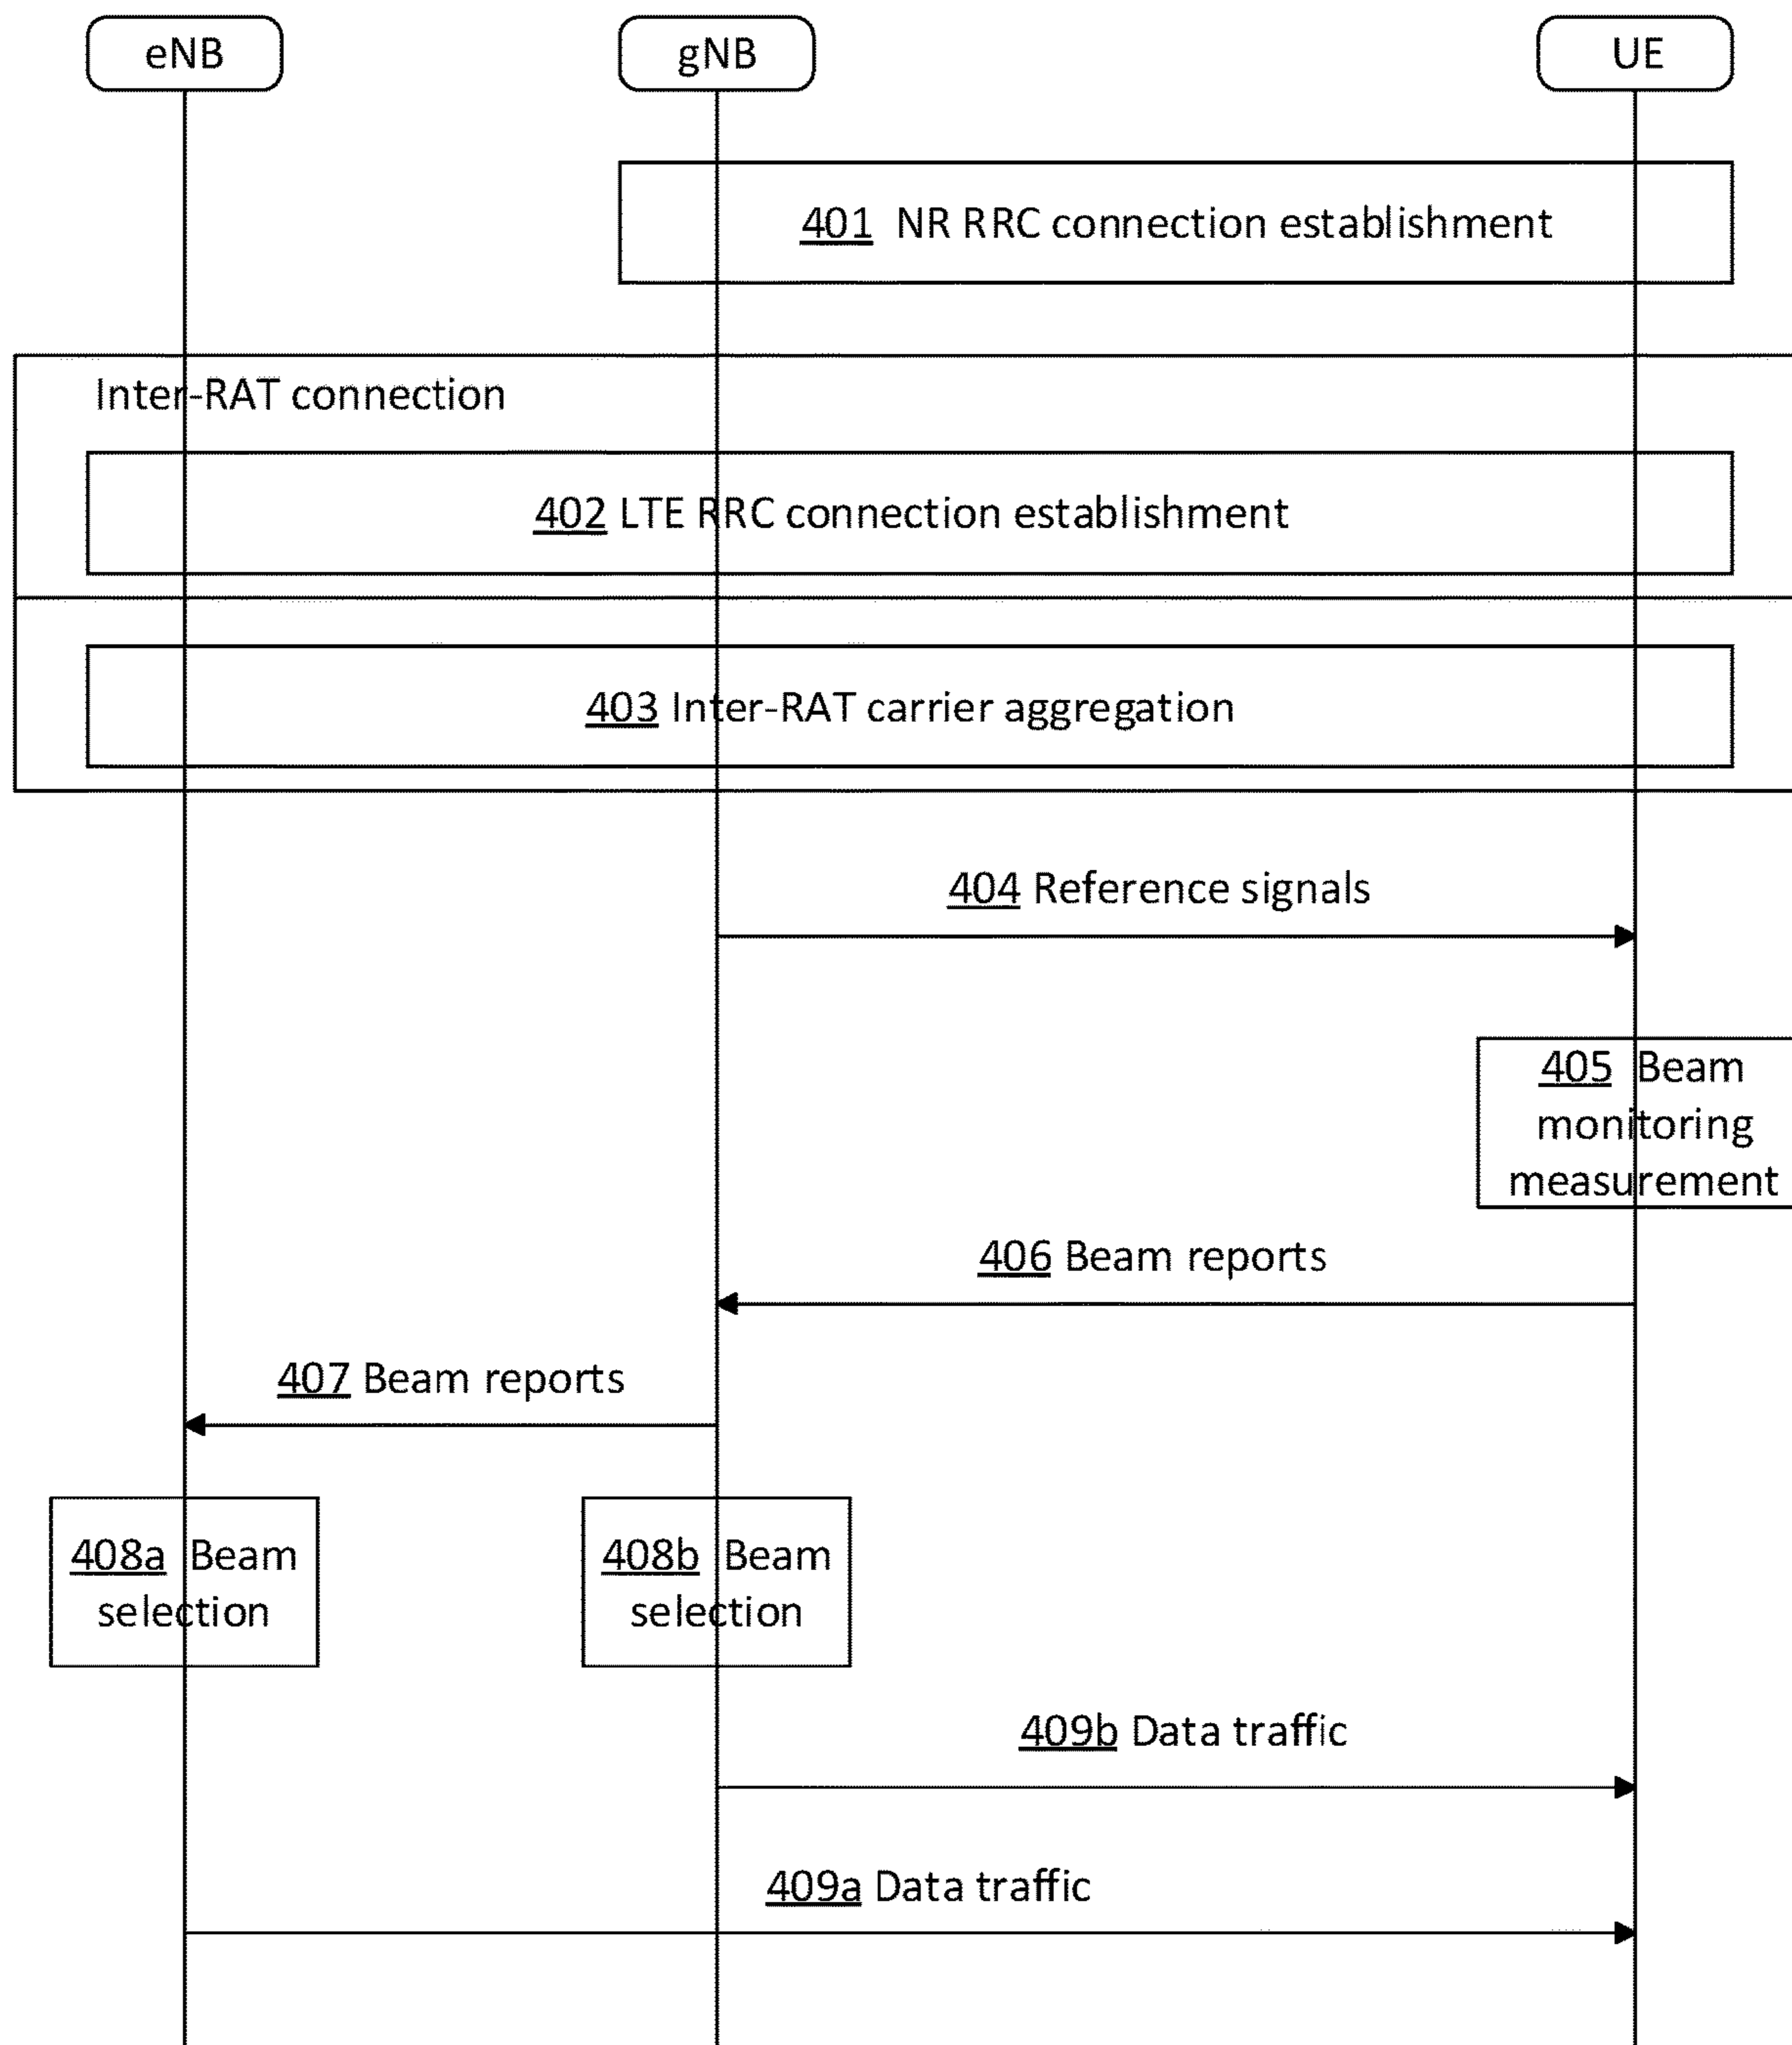 eNB
gNB
UE
401 NR RRC connection establishment
Inter-RAT connection
402 LTE RRC connection establishment
403 Inter-RAT carrier aggregation
404 Reference signals
405 Beam
monitoring
measurement
406 Beam reports
407 Beam reports
408a Beam
selection
408b Beam
selection
409b Data traffic
409a Data traffic